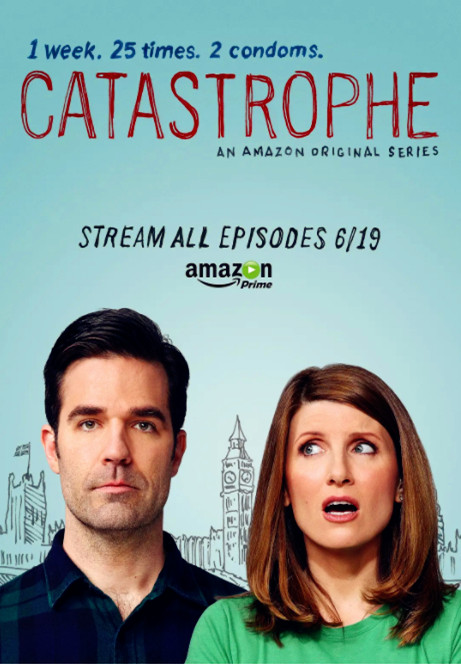 1 week. 25 times. 2 condoms.
CATASTROPHE
AN AMAZON ORIGINAL SERIES
STREAM ALL EPISODES 6/19
amazon
Prime